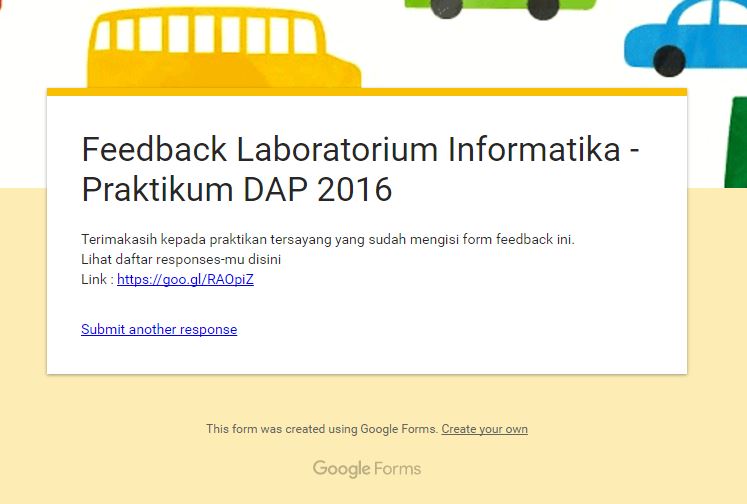 Feedback Laboratorium Informatika -
Praktikum DAP 2016
Terimakasih kepada praktikan tersayang yang sudah mengisi form feedback ini.
Lihat daftar responses-mu disini
Link : https://goo.gl/RAOpiZ
Submit another response
This form was created using Google Forms. Create your own
Google Forms